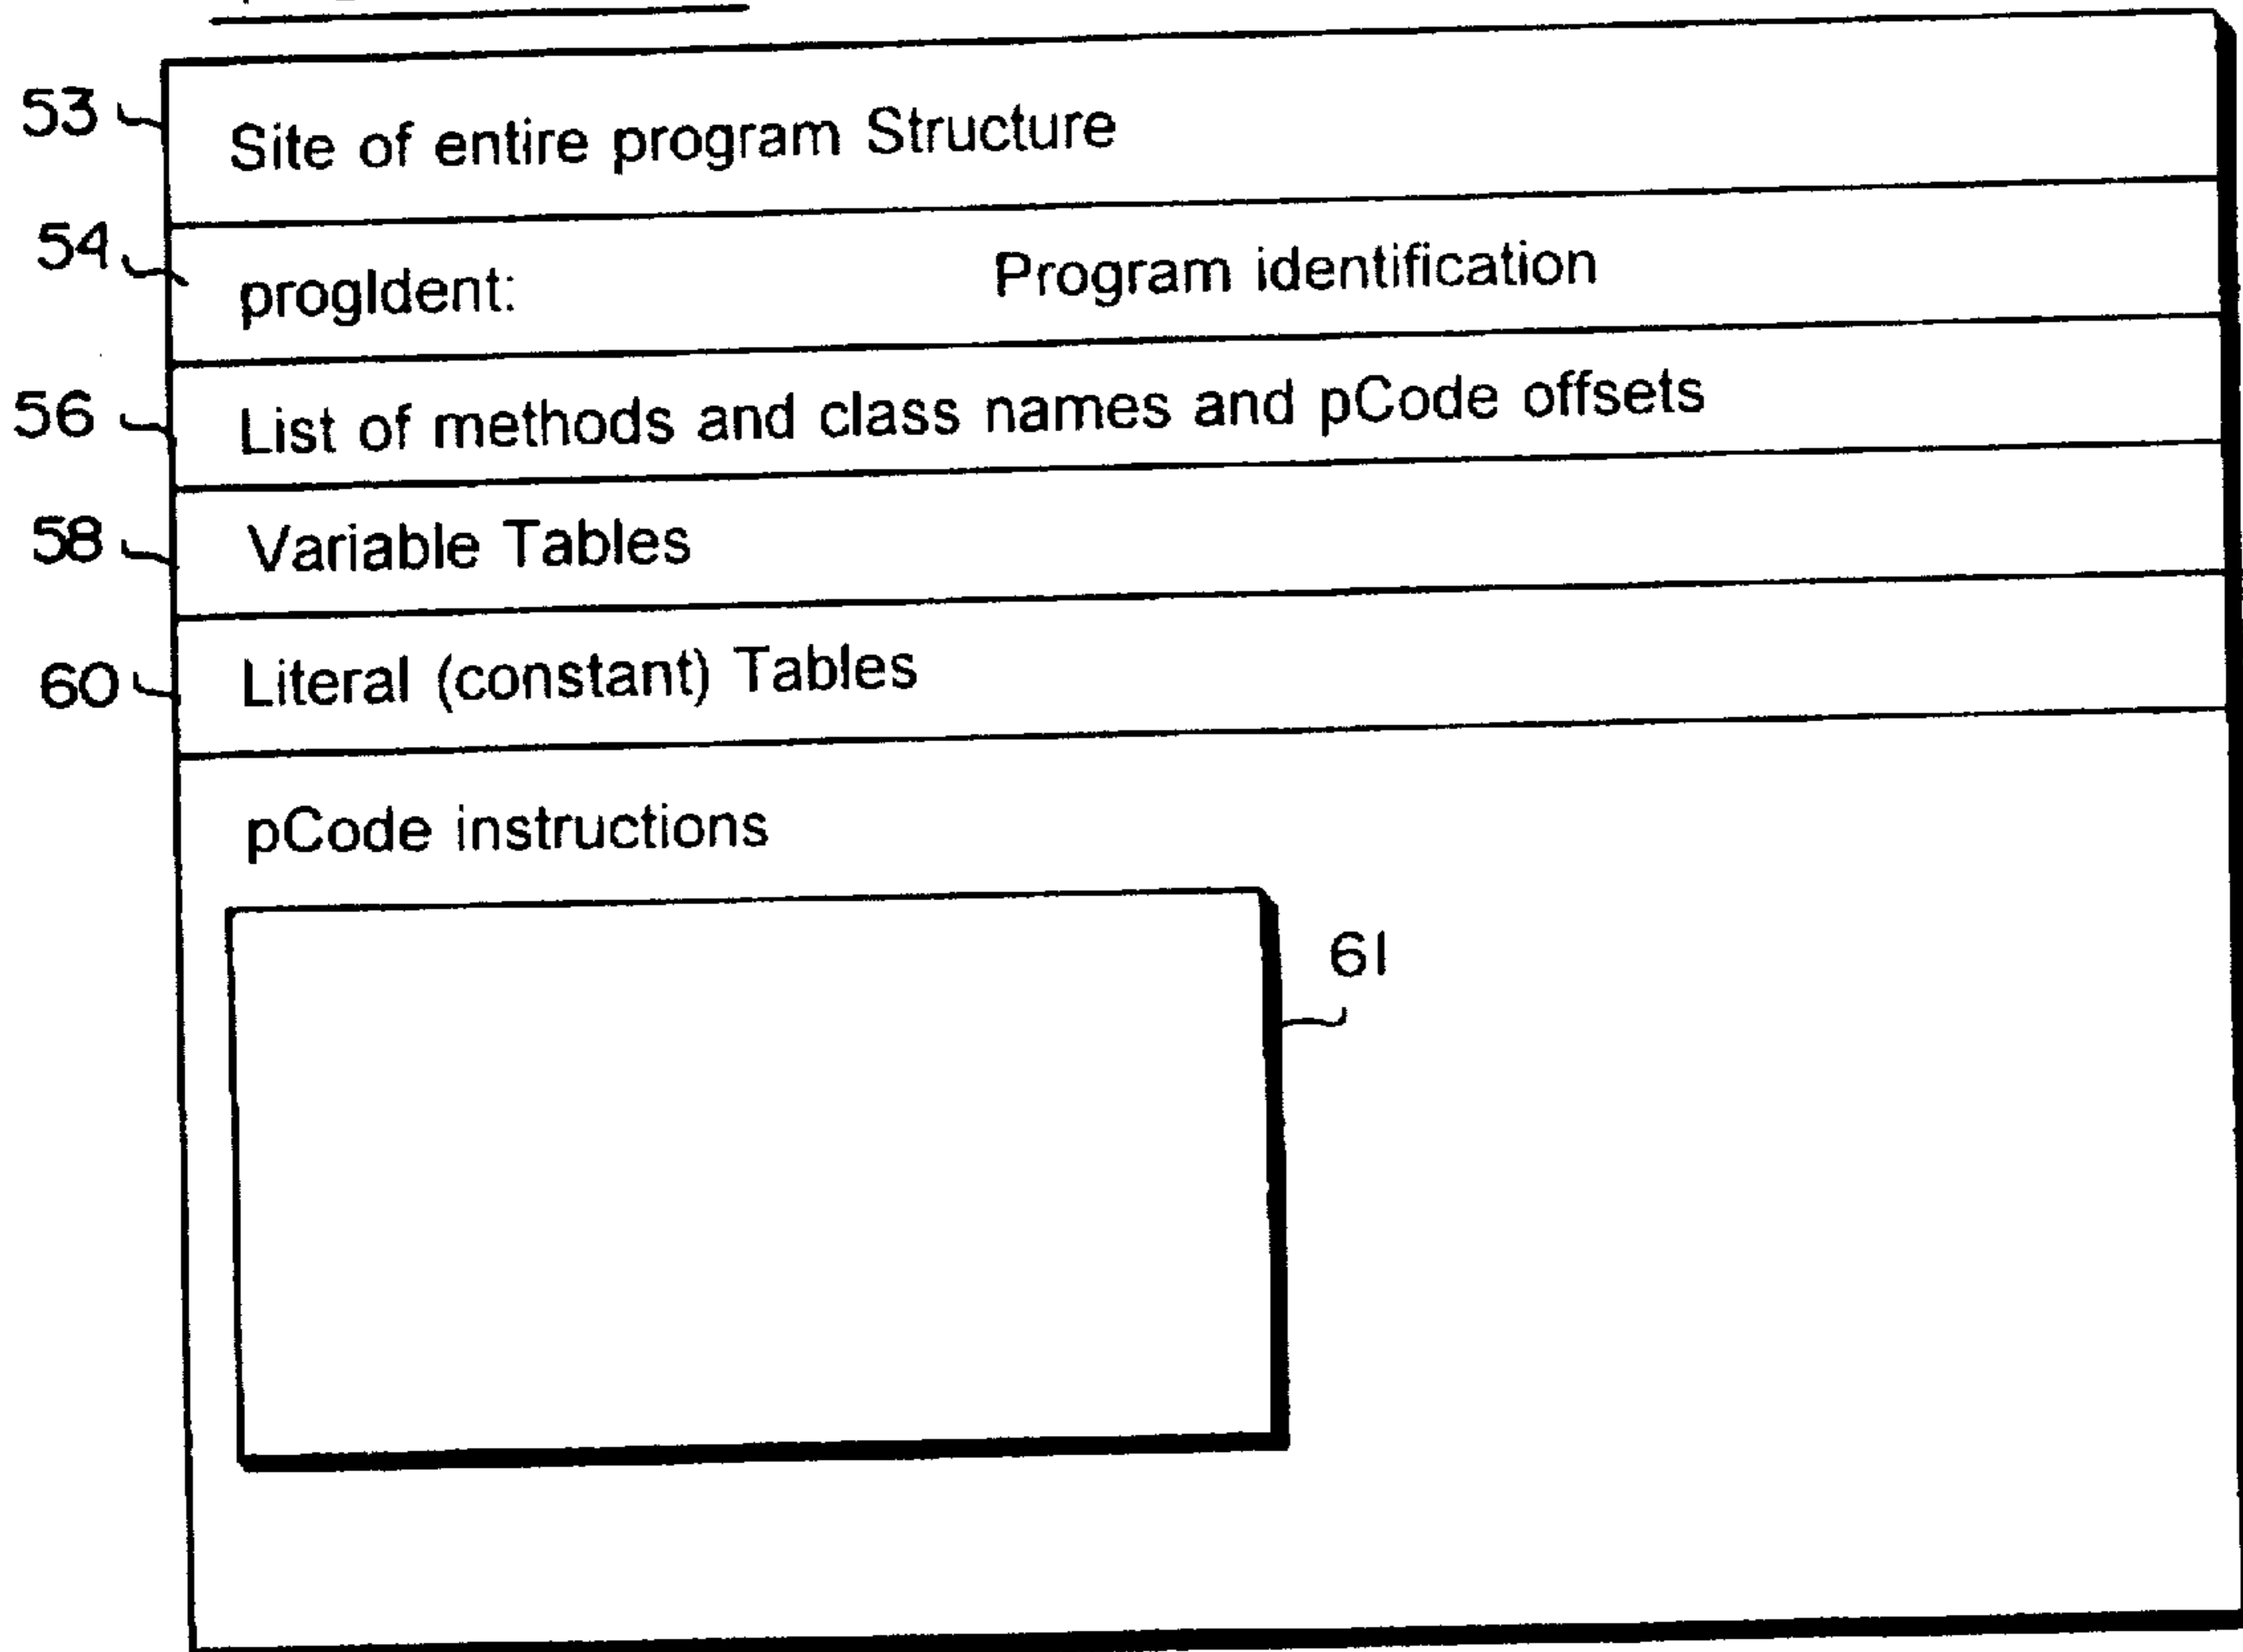 53
Site of entire program Structure
54
progIdent: Program identification
56
List of methods and class names and pCode offsets
58
Variable Tables
60
Literal (constant) Tables
pCode instructions
61